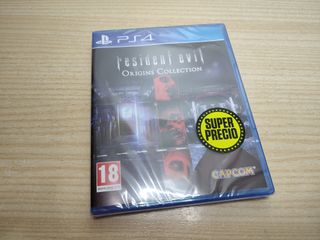 PS4
resident evil
ORIGINS COLLECTION
SUPER
PRECIO
18
CAPCOM